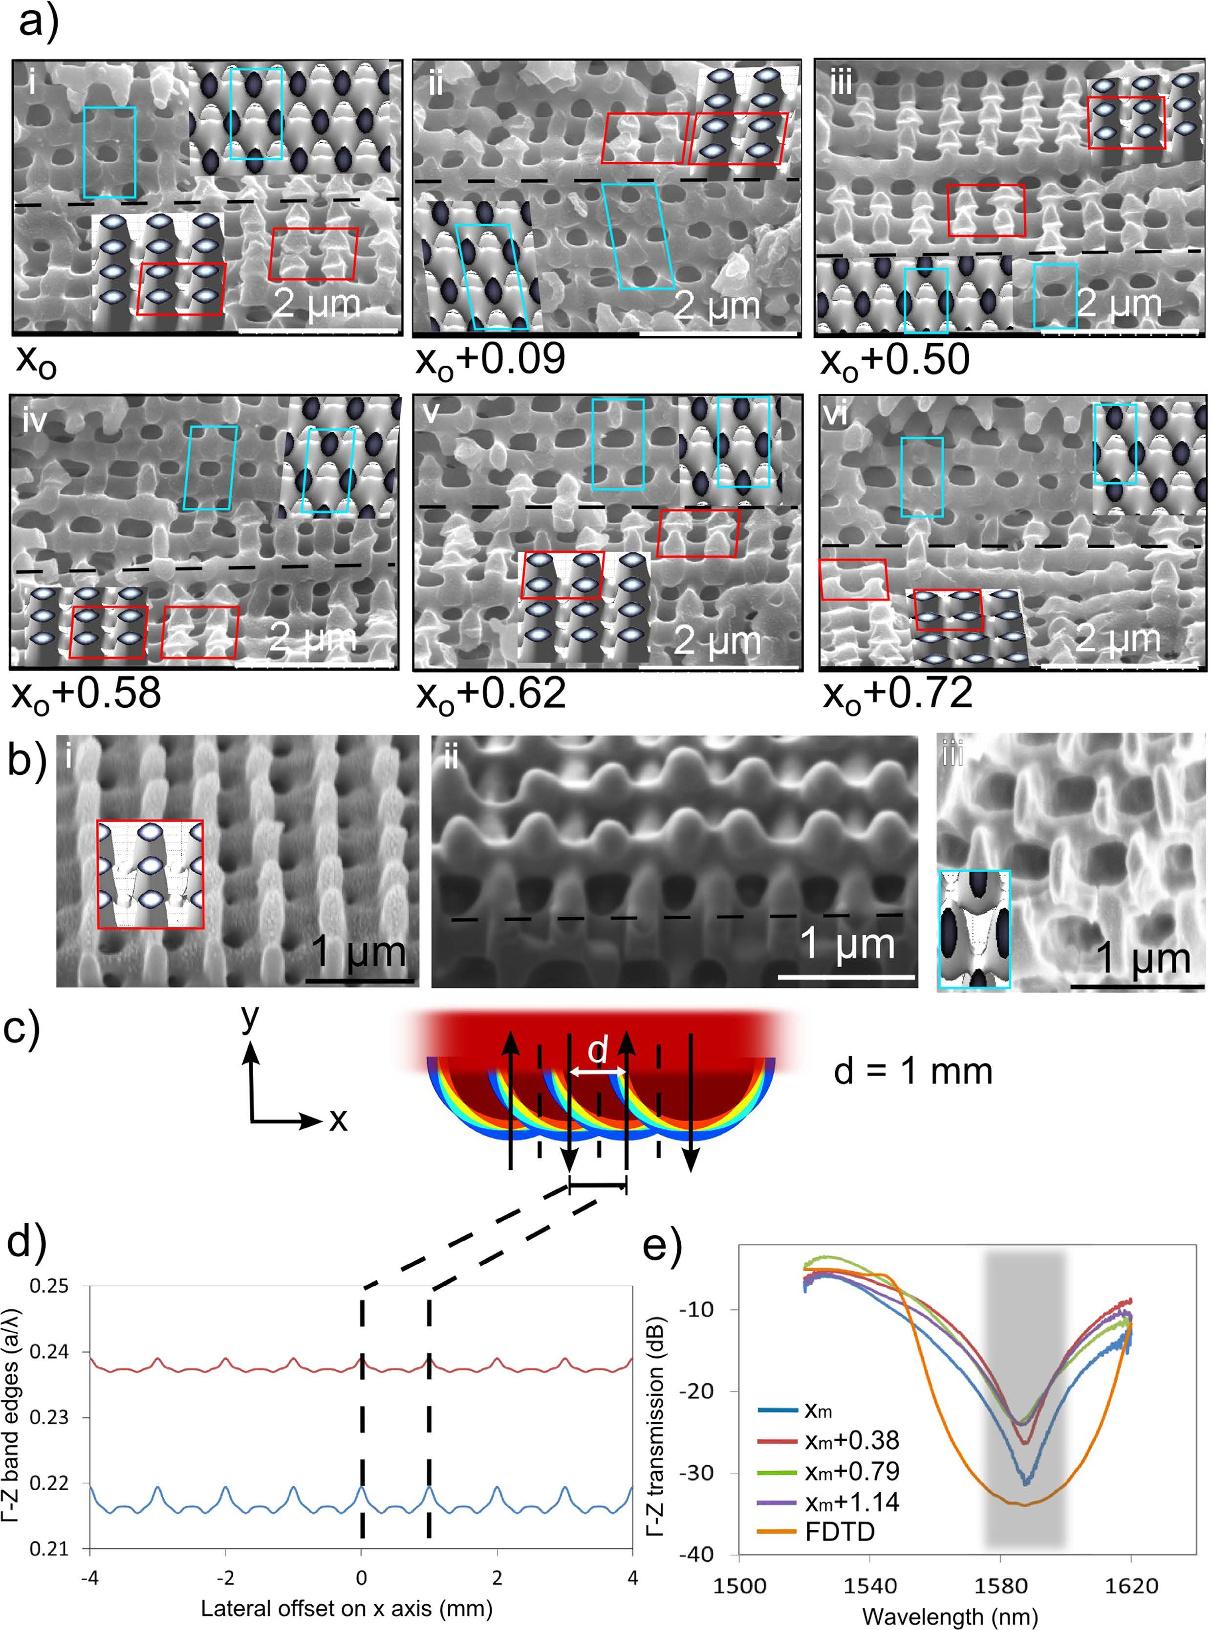 a)
i
ii
iii
2 µm
2 µm
2 µm
xo
xo+0.09
xo+0.50
iv
v
vi
2 µm
2 µm
2 µm
xo+0.58
xo+0.62
xo+0.72
b)
i
ii
iii
1 µm
1 µm
1 µm
c)
y
x
d
d = 1 mm
d)
Γ-Z band edges (a/λ)
0.25
0.24
0.23
0.22
0.21
-4
-2
0
2
4
Lateral offset on x axis (mm)
e)
Γ-Z transmission (dB)
-10
-20
-30
-40
xm
xm+0.38
xm+0.79
xm+1.14
FDTD
1500
1540
1580
1620
Wavelength (nm)